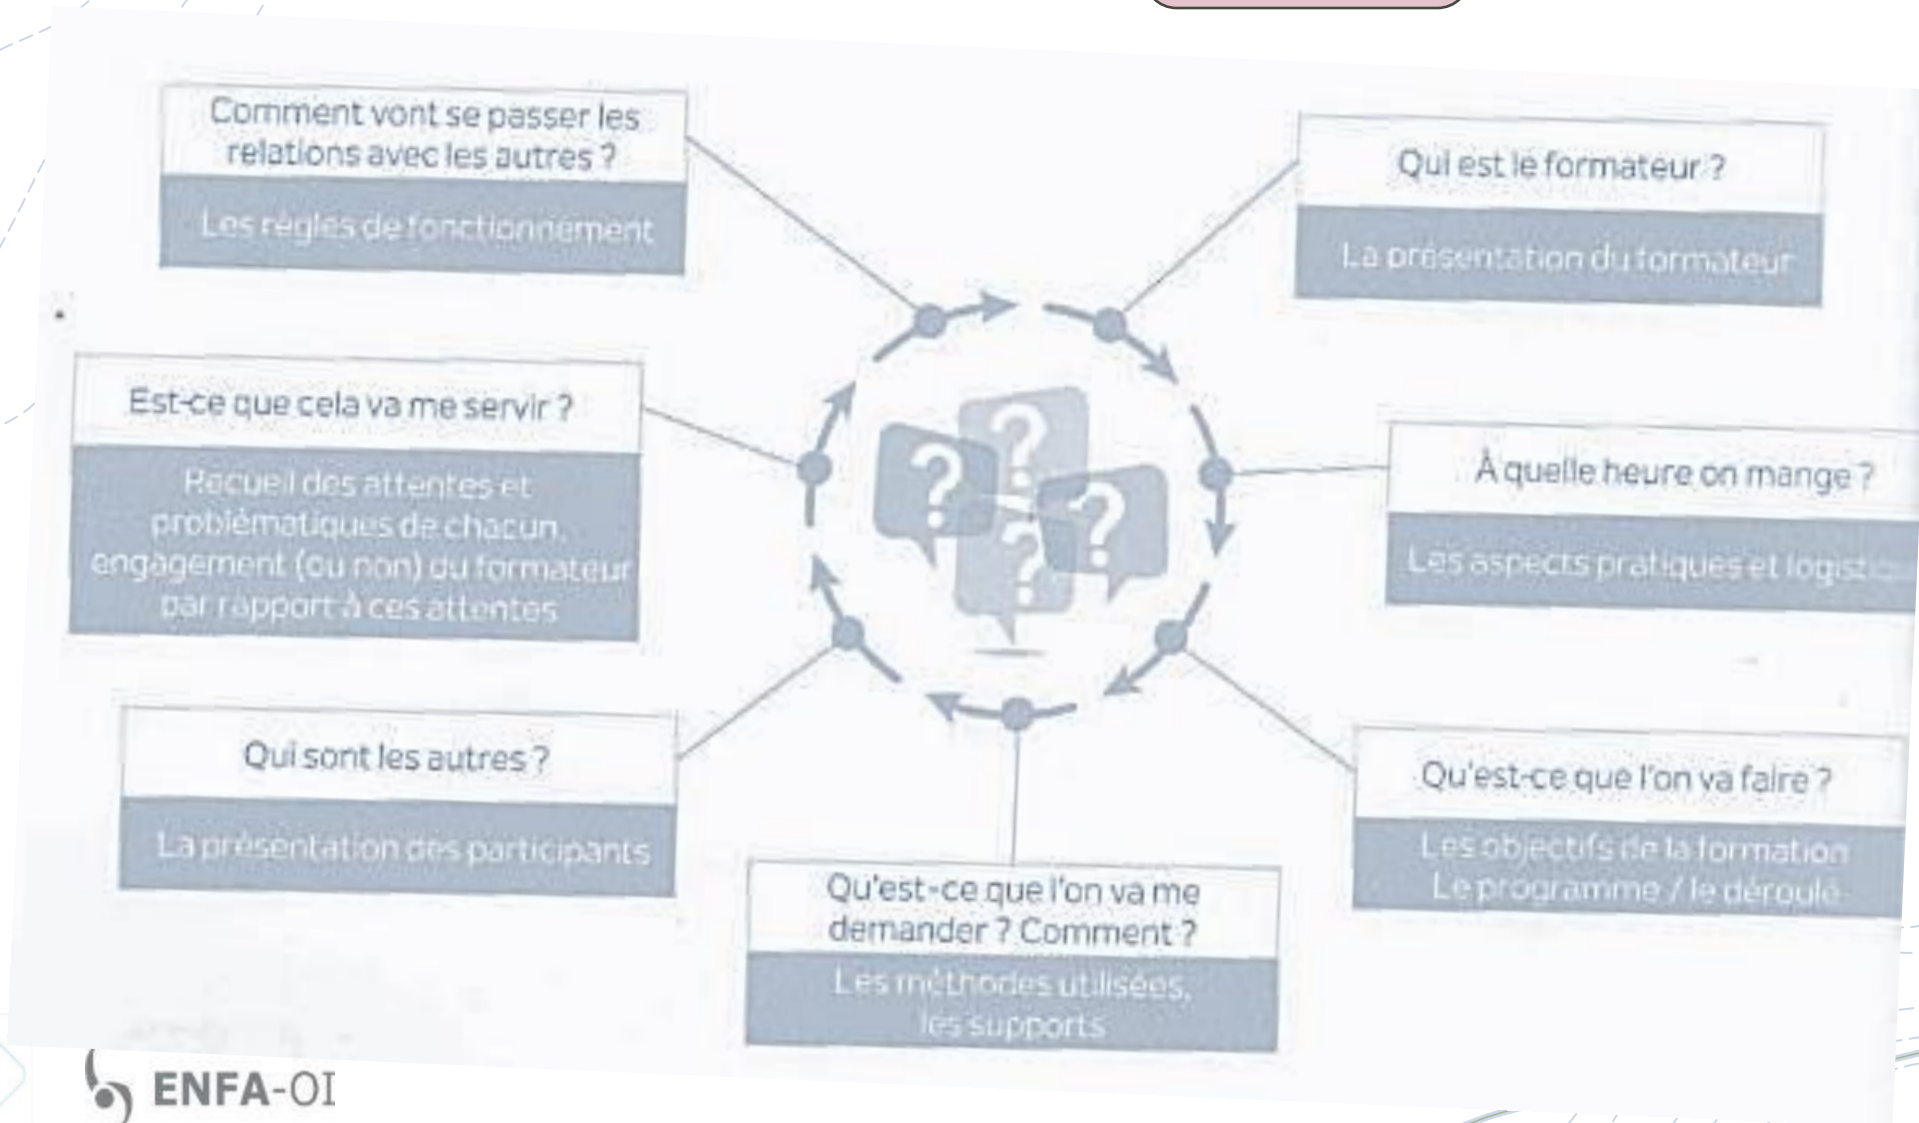 Comment vont se passer les
relations avec les autres ?
Les règles de fonctionnement
Qui est le formateur ?
La présentation du formateur
Est-ce que cela va me servir ?
Recueil des attentes et
problématiques de chacun,
engagement (ou non) du formateur
par rapport à ces attentes
À quelle heure on mange ?
Les aspects pratiques et
Qui sont les autres ?
La présentation des participants
Qu'est-ce que l'on va faire ?
Les objectifs de la formation
Le programme / le déroulé
Qu'est-ce que l'on va me
demander ? Comment ?
Les méthodes utilisées,
les supports
ENFA-OI